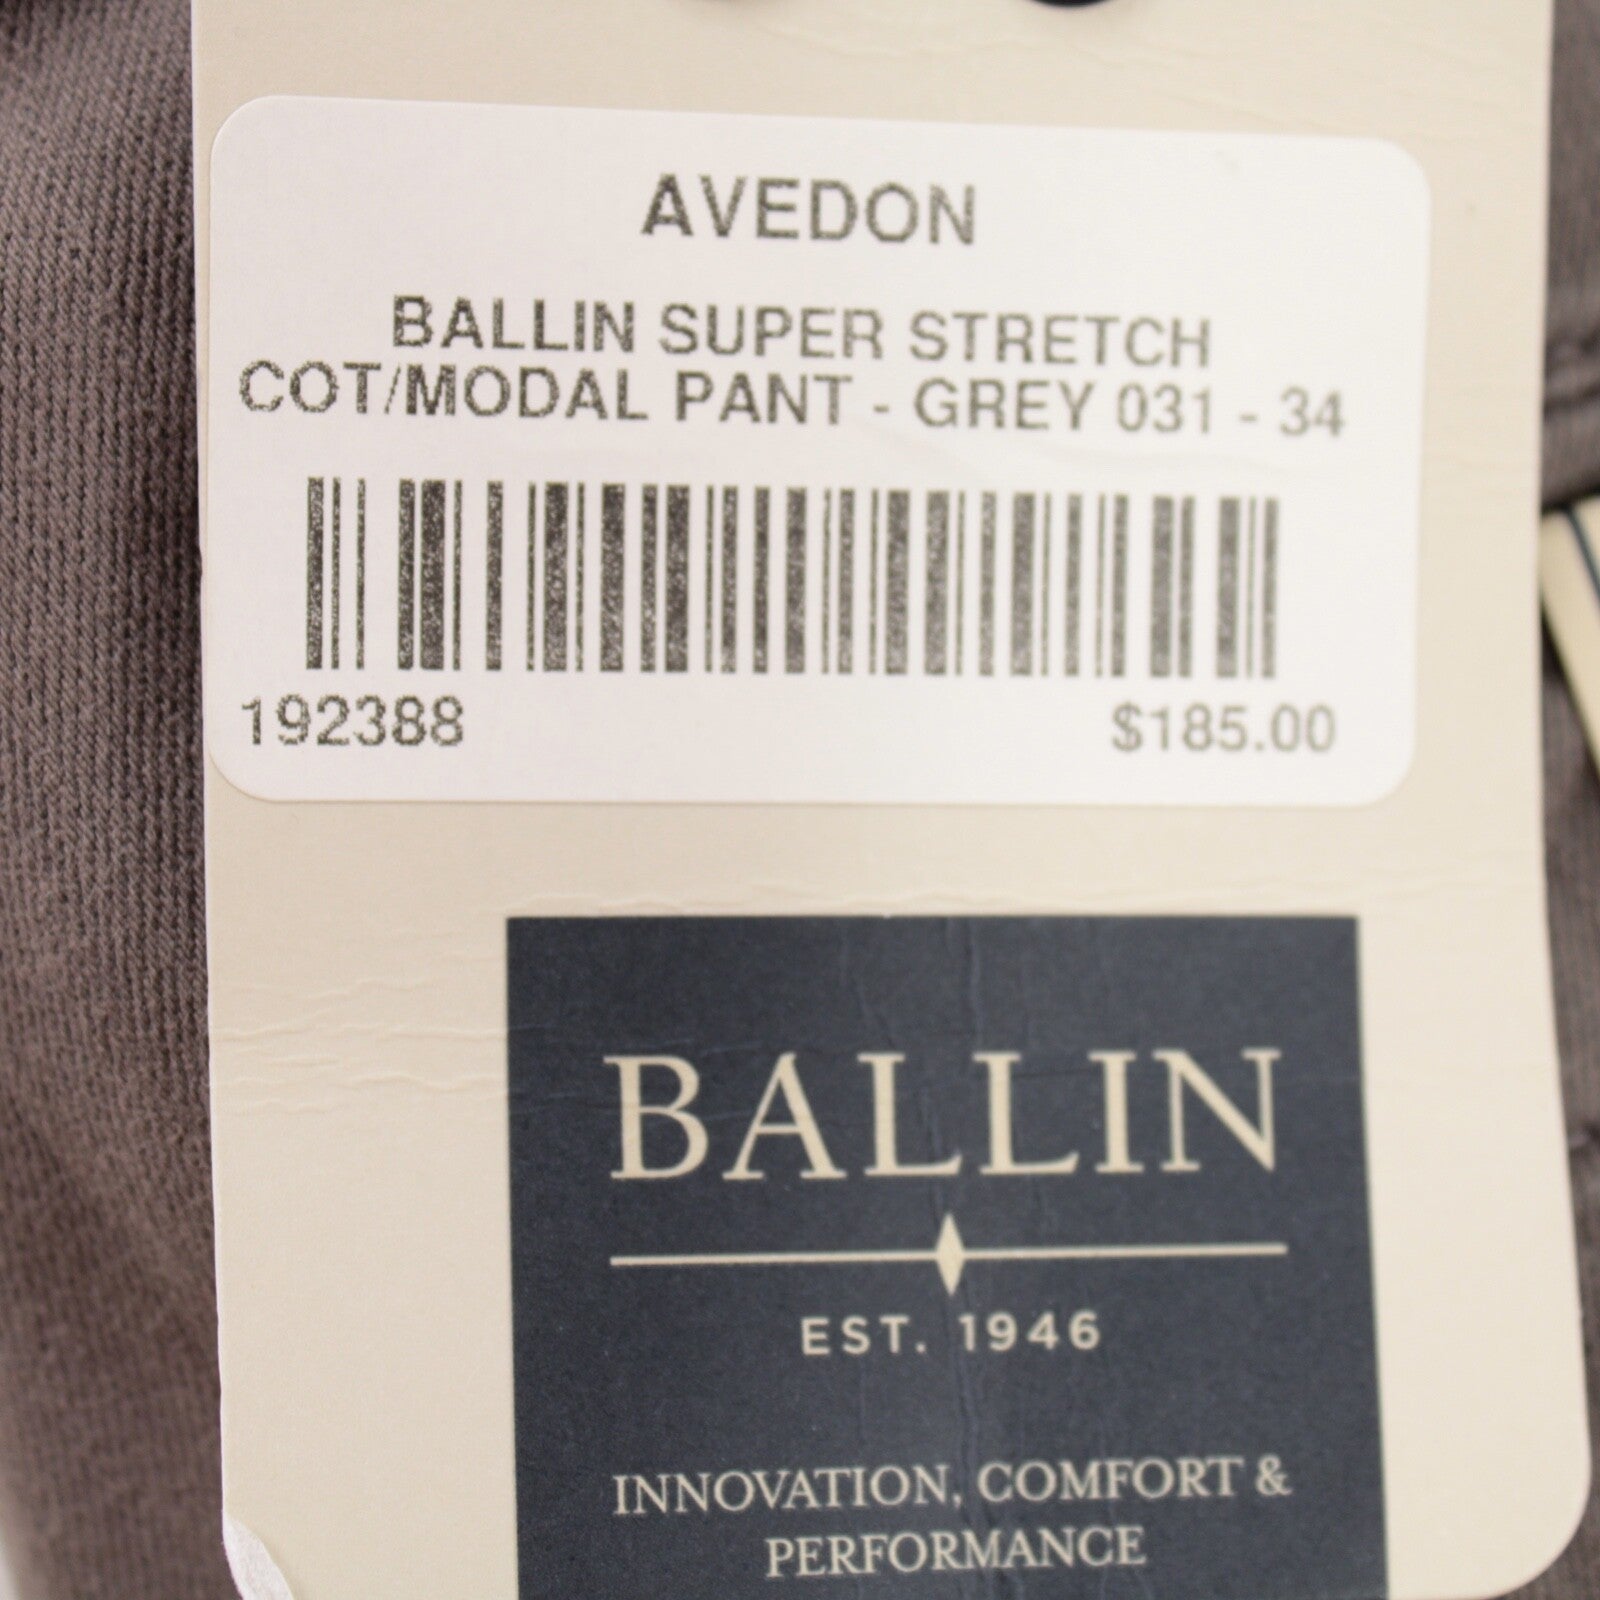 AVEDON
BALLIN SUPER STRETCH
COT/MODAL PANT - GREY 031 - 34
192388 $185.00
BALLIN
EST. 1946
INNOVATION, COMFORT &
PERFORMANCE